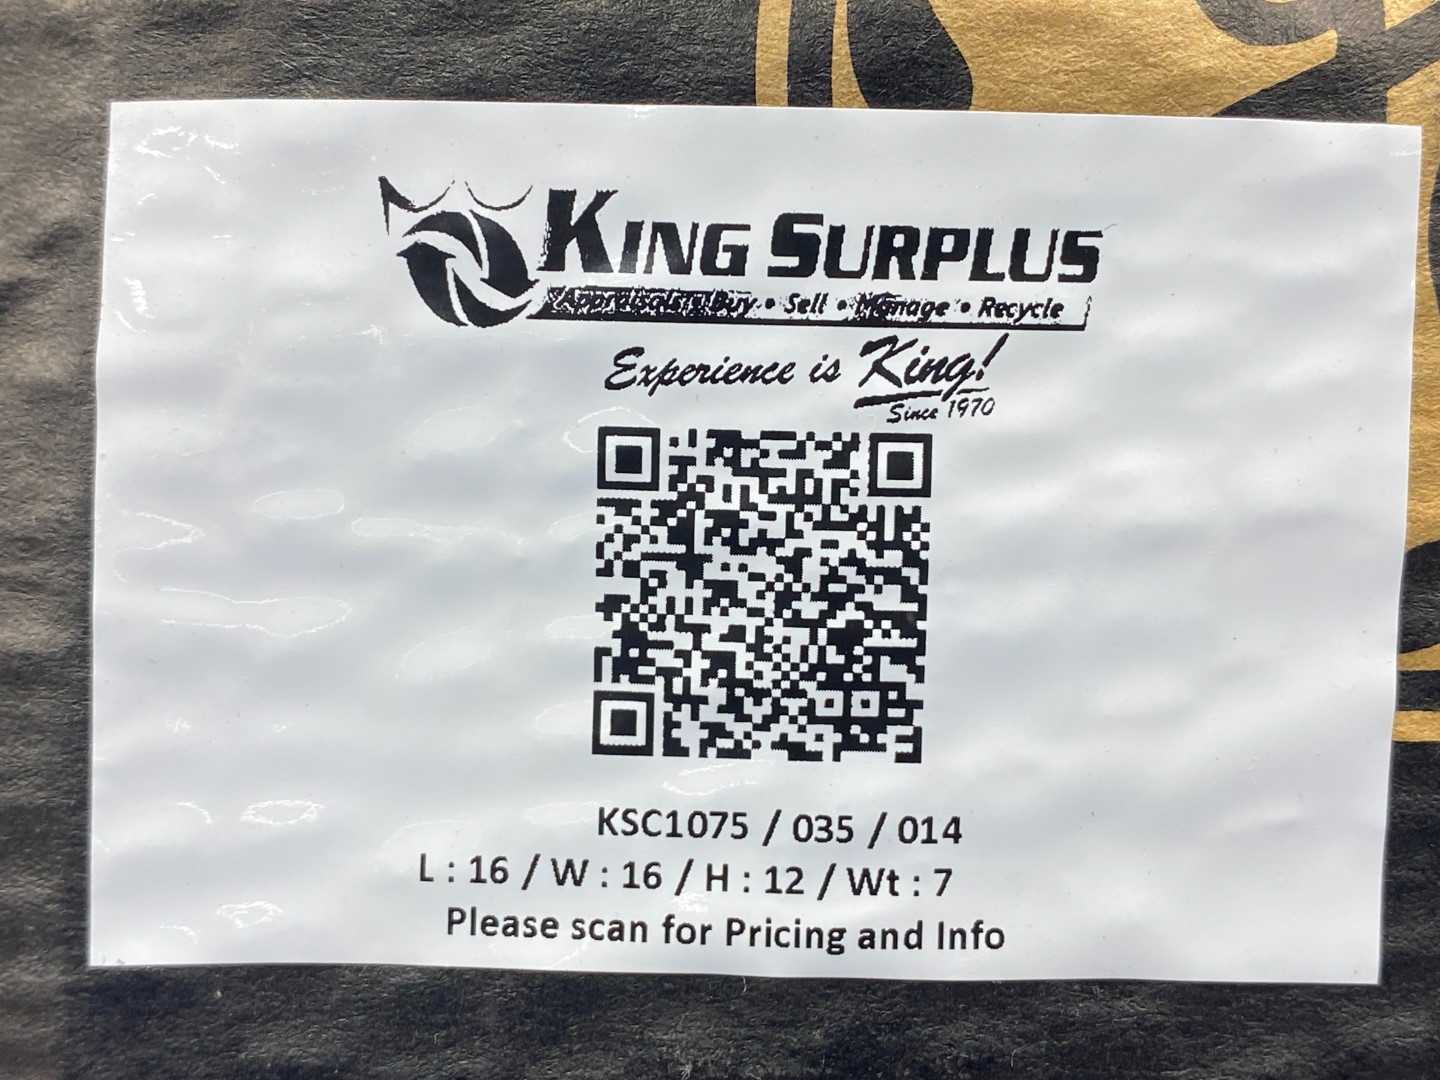 KING SURPLUS
Appraisals • Buy • Sell • Manage • Recycle
Experience is King!
Since 1970
KSC1075 / 035 / 014
L : 16 / W : 16 / H : 12 / Wt : 7
Please scan for Pricing and Info